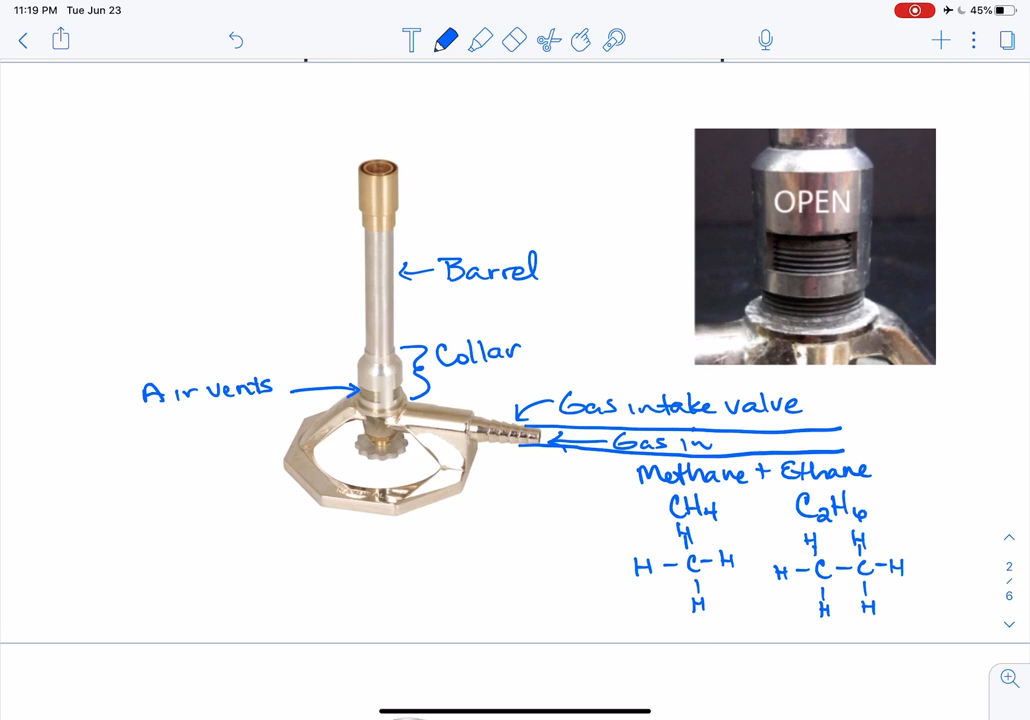 11:19 PM Tue Jun 23
45%
T
OPEN
Barrel
Collar
Air vents
Gas intake valve
Gas in
Methane + Ethane
CH4 C2H6
H H H
H - C - H H - C - C - H
H H H
2
/
6